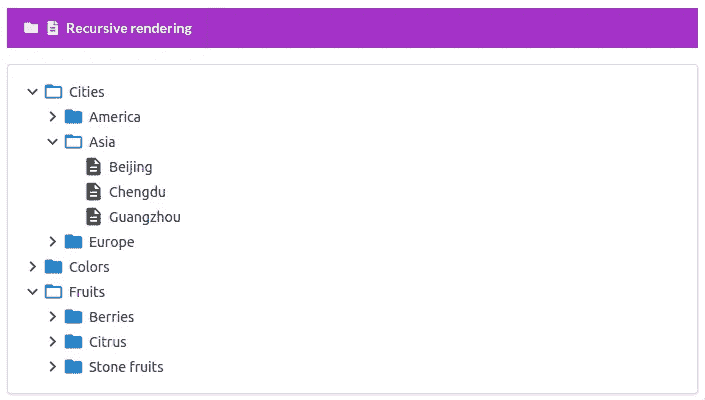 Recursive rendering
Cities
America
Asia
Beijing
Chengdu
Guangzhou
Europe
Colors
Fruits
Berries
Citrus
Stone fruits